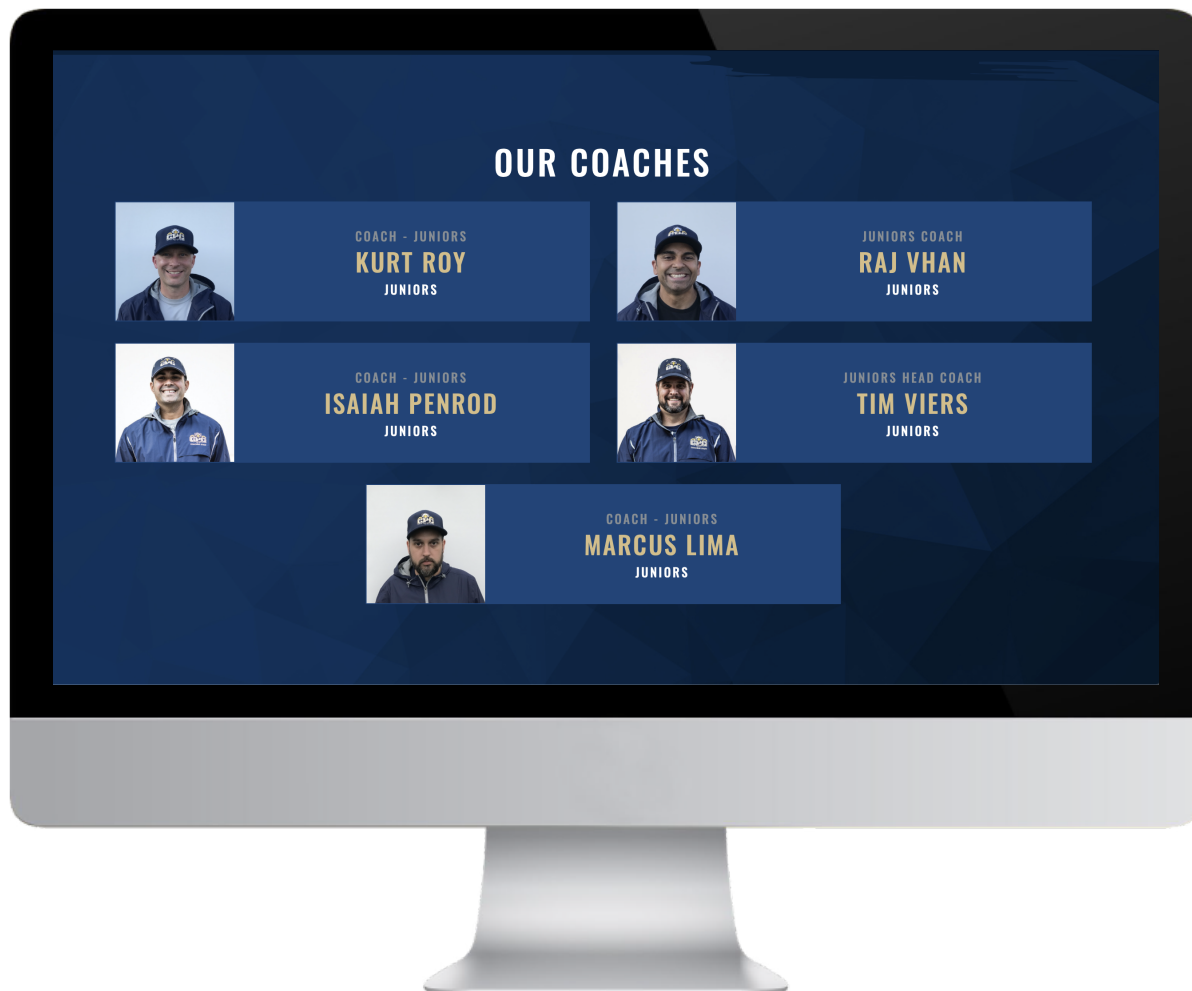 OUR COACHES
COACH - JUNIORS
KURT ROY
JUNIORS
JUNIORS COACH
RAJ VHAN
JUNIORS
COACH - JUNIORS
ISAIAH PENROD
JUNIORS
JUNIORS HEAD COACH
TIM VIERS
JUNIORS
COACH - JUNIORS
MARCUS LIMA
JUNIORS